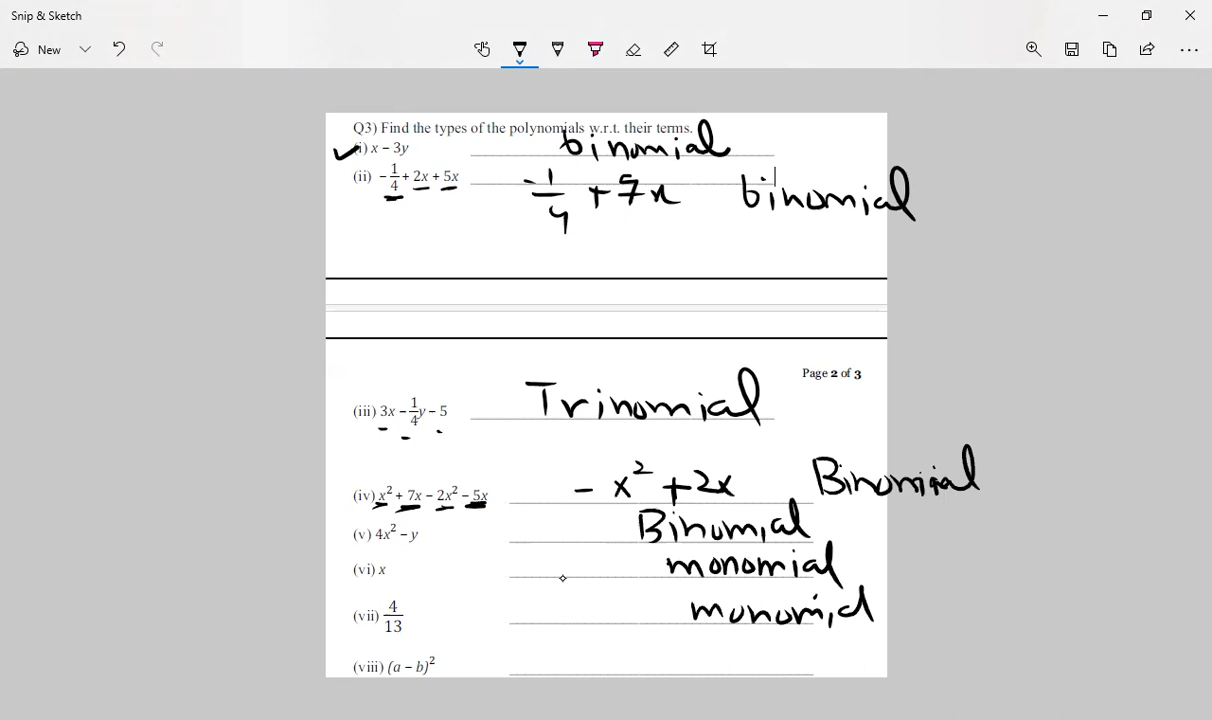 Snip & Sketch
New
Q3) Find the types of the polynomials w.r.t. their terms.
(i) x – 3y binomial
(ii) – 1/4 + 2x + 5x -1/4 + 7x binomial
Page 2 of 3
(iii) 3x – 1/4 y – 5 Trinomial
(iv) x² + 7x – 2x² – 5x - x² + 2x Binomial
(v) 4x² – y Binomial
(vi) x monomial
(vii) 4/13 monomial
(viii) (a – b)²